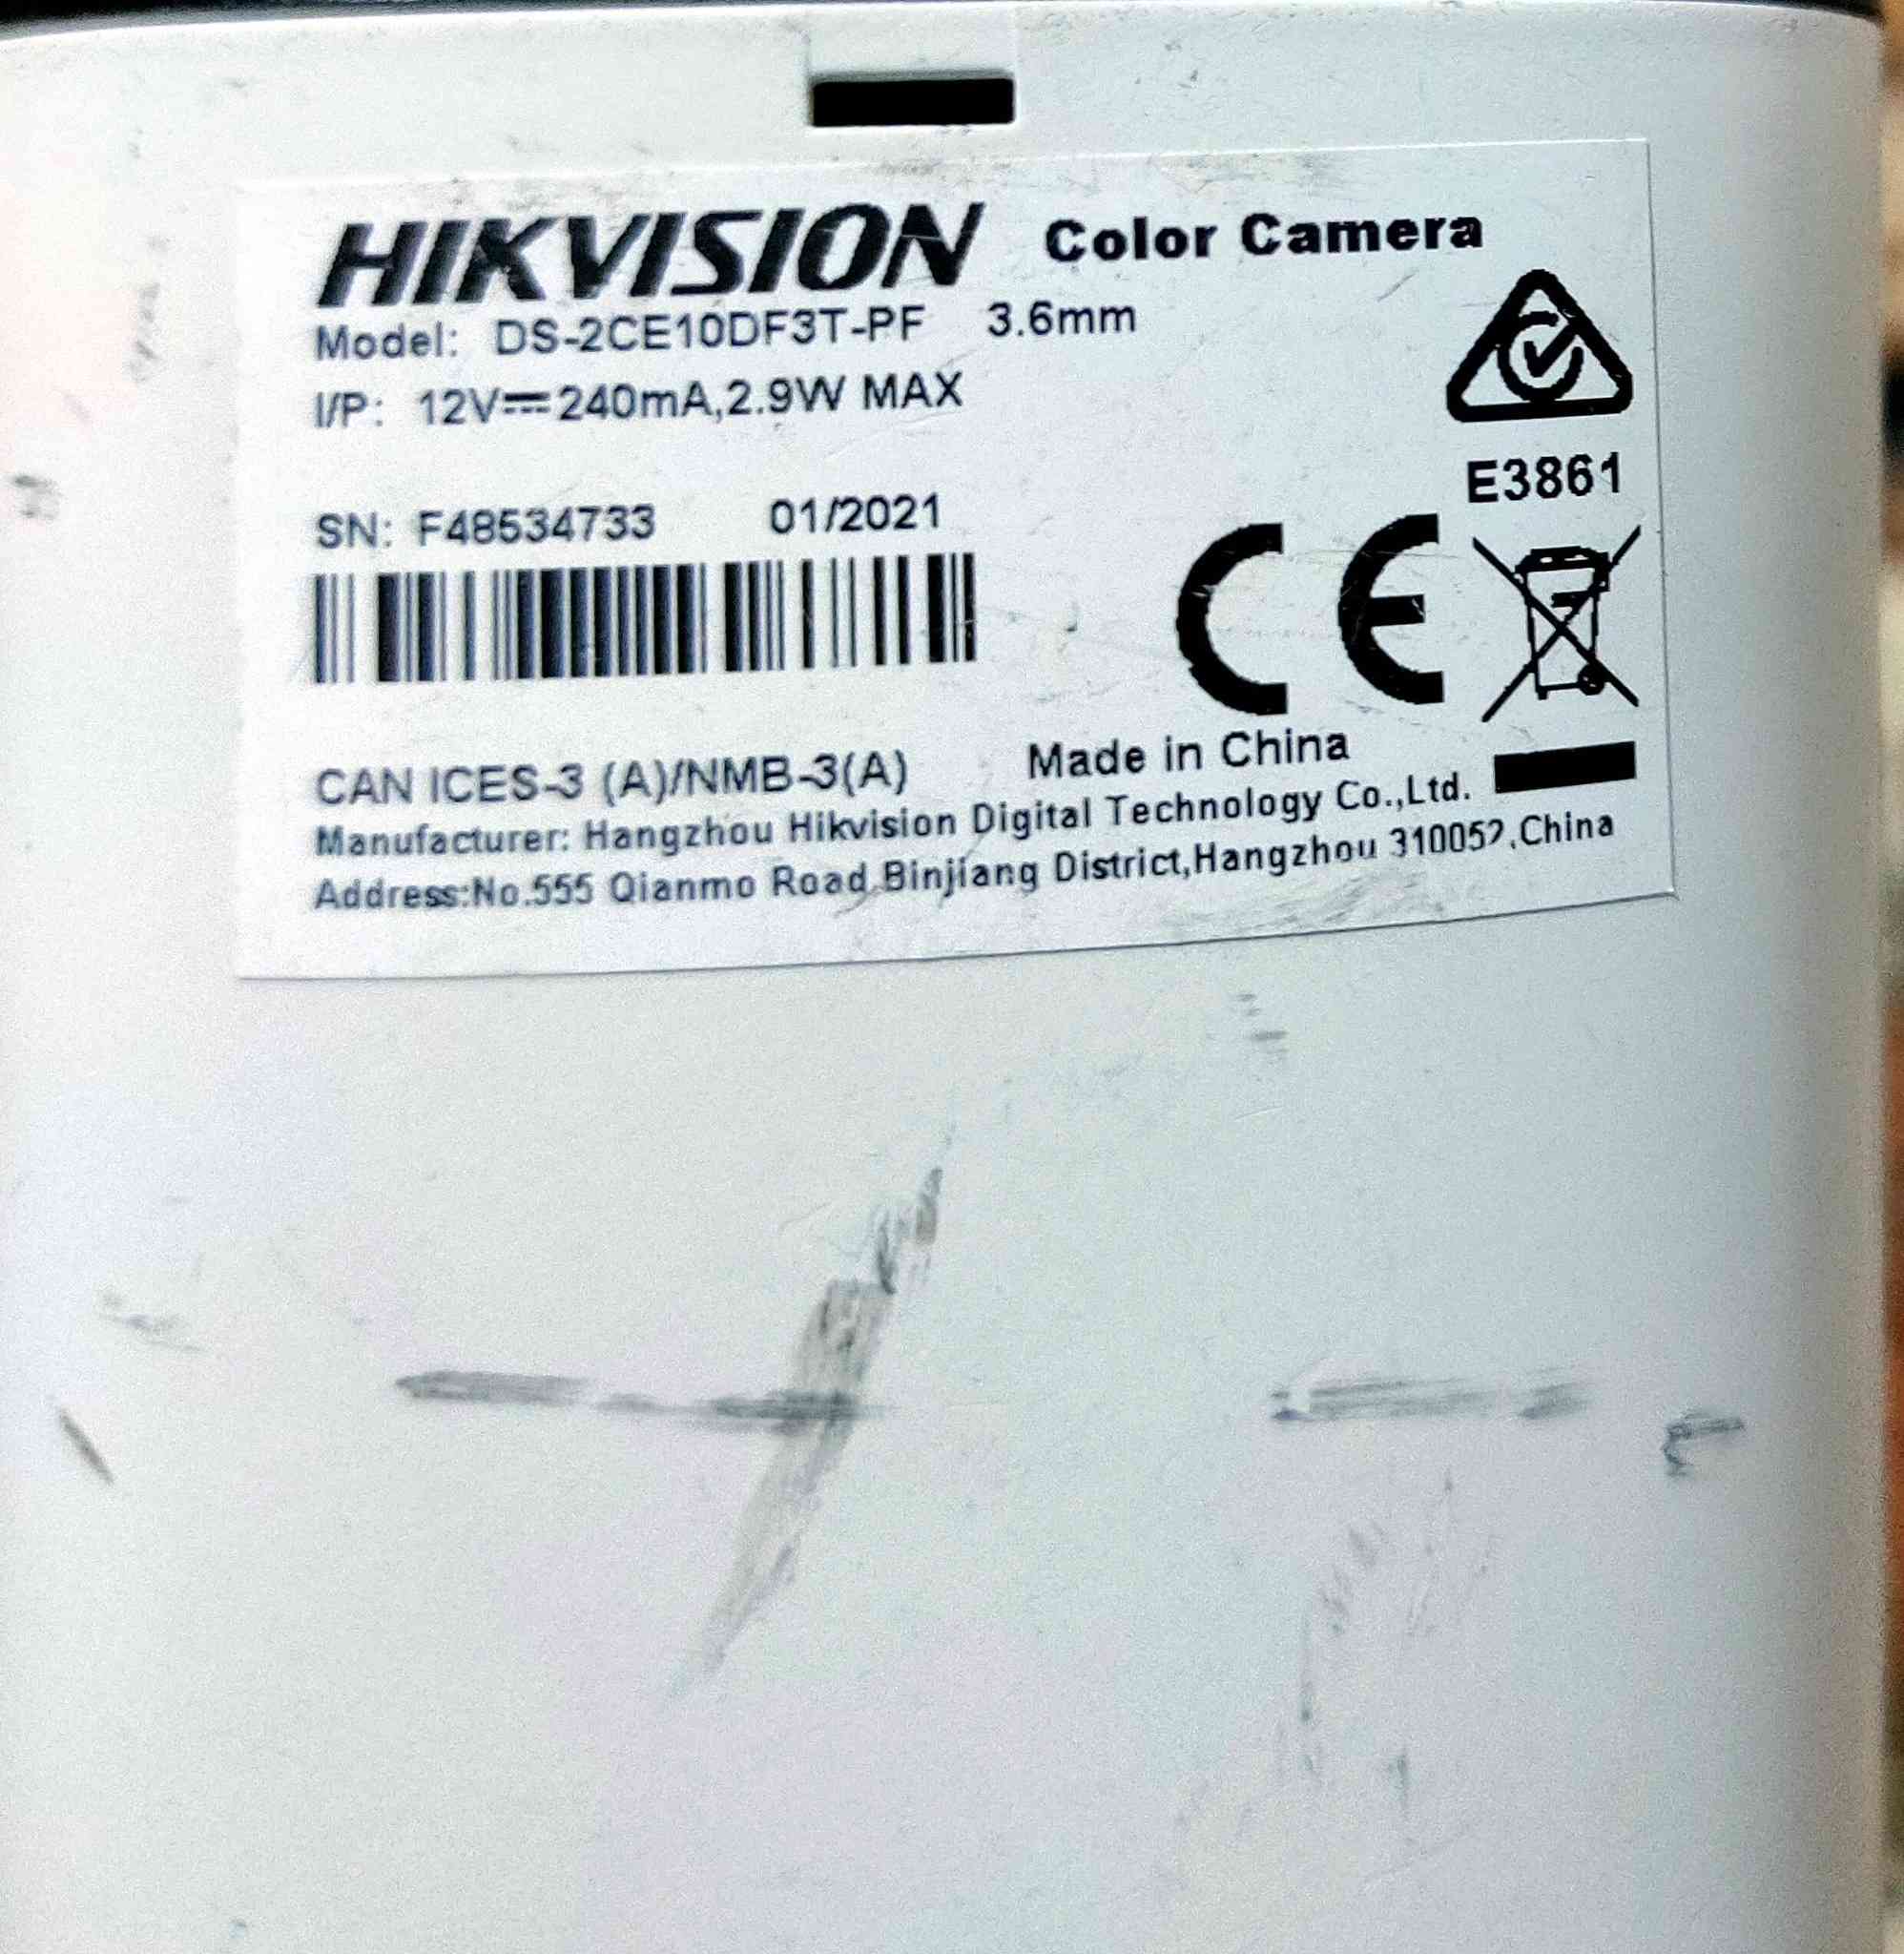 HIKVISION Color Camera
Model: DS-2CE10DF3T-PF 3.6mm
I/P: 12V⎓240mA,2.9W MAX
E3861
SN: F48534733 01/2021
CE
CAN ICES-3 (A)/NMB-3(A) Made in China
Manufacturer: Hangzhou Hikvision Digital Technology Co.,Ltd.
Address:No.555 Qianmo Road,Binjiang District,Hangzhou 310052,China